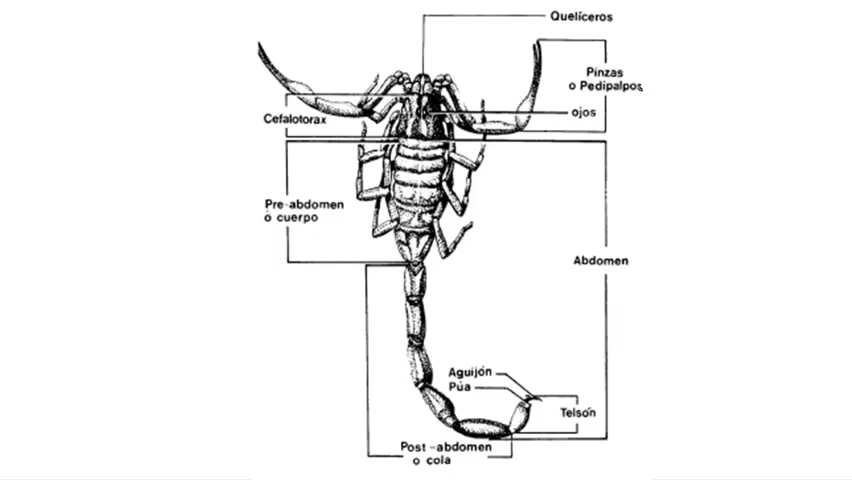 Quelíceros
Pinzas
o Pedipalpos
ojos
Cefalotorax
Pre-abdomen
o cuerpo
Abdomen
Aguijón
Púa
Telsón
Post-abdomen
o cola